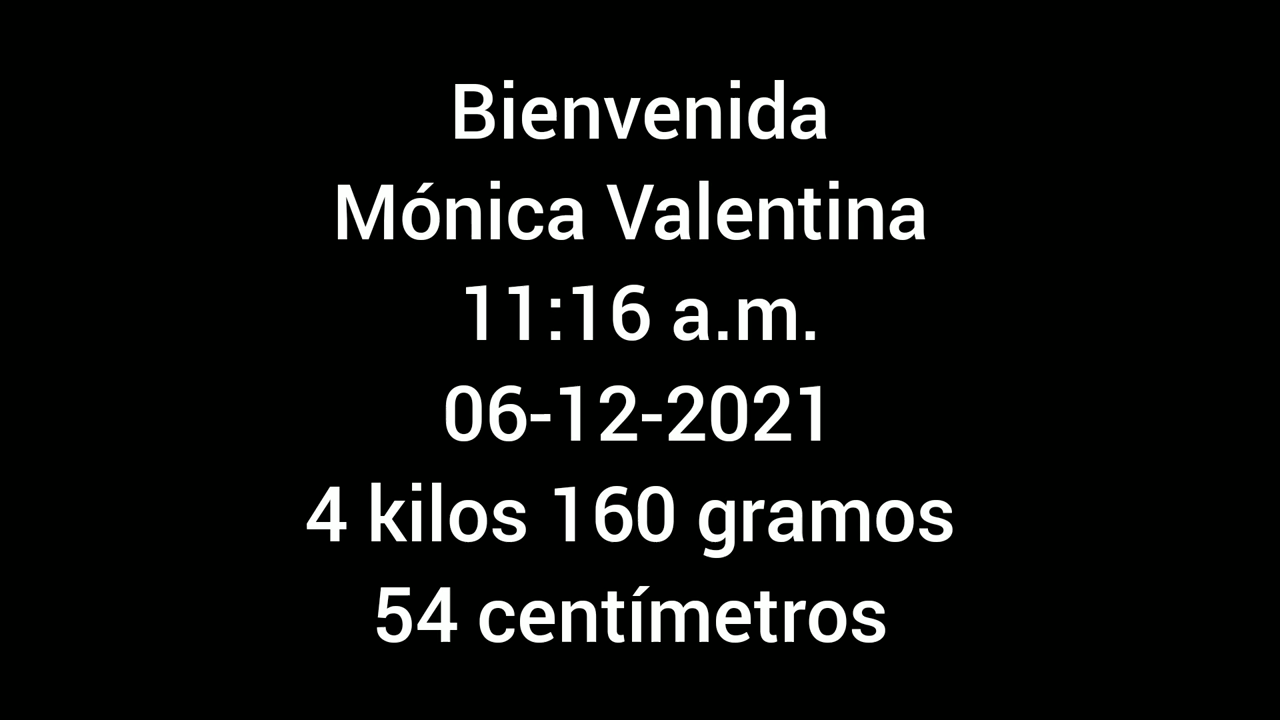 Bienvenida
Mónica Valentina
11:16 a.m.
06-12-2021
4 kilos 160 gramos
54 centímetros